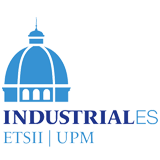 INDUSTRIALES
ETSII | UPM